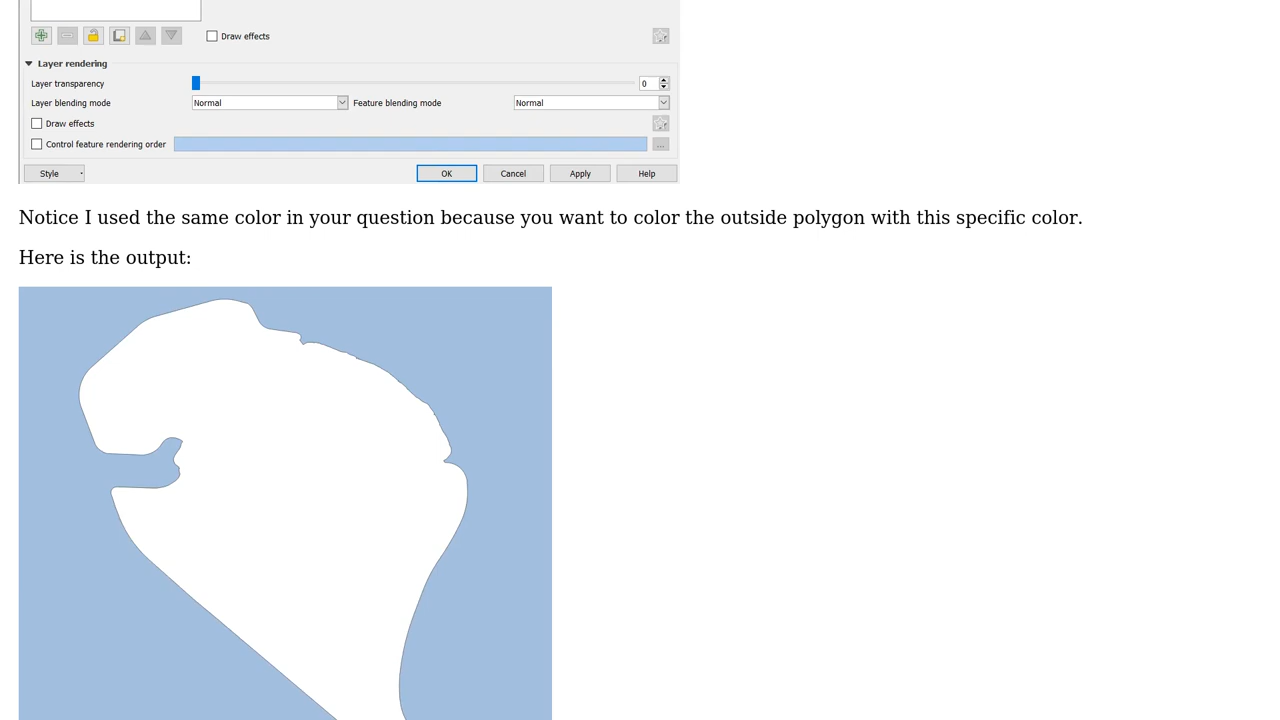 Draw effects
Layer rendering
Layer transparency 0
Layer blending mode Normal Feature blending mode Normal
Draw effects
Control feature rendering order ...
Style OK Cancel Apply Help
Notice I used the same color in your question because you want to color the outside polygon with this specific color.
Here is the output: